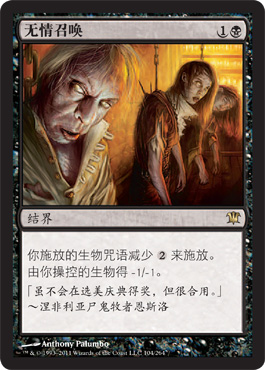 无情召唤 1
结界
你施放的生物咒语减少 2 来施放。
由你操控的生物得 -1/-1。
「虽不会在选美庆典得奖，但很合用。」
～涅非利亚尸鬼牧者恩斯洛
Anthony Palumbo
™ & © 1993–2011 Wizards of the Coast LLC 104/264